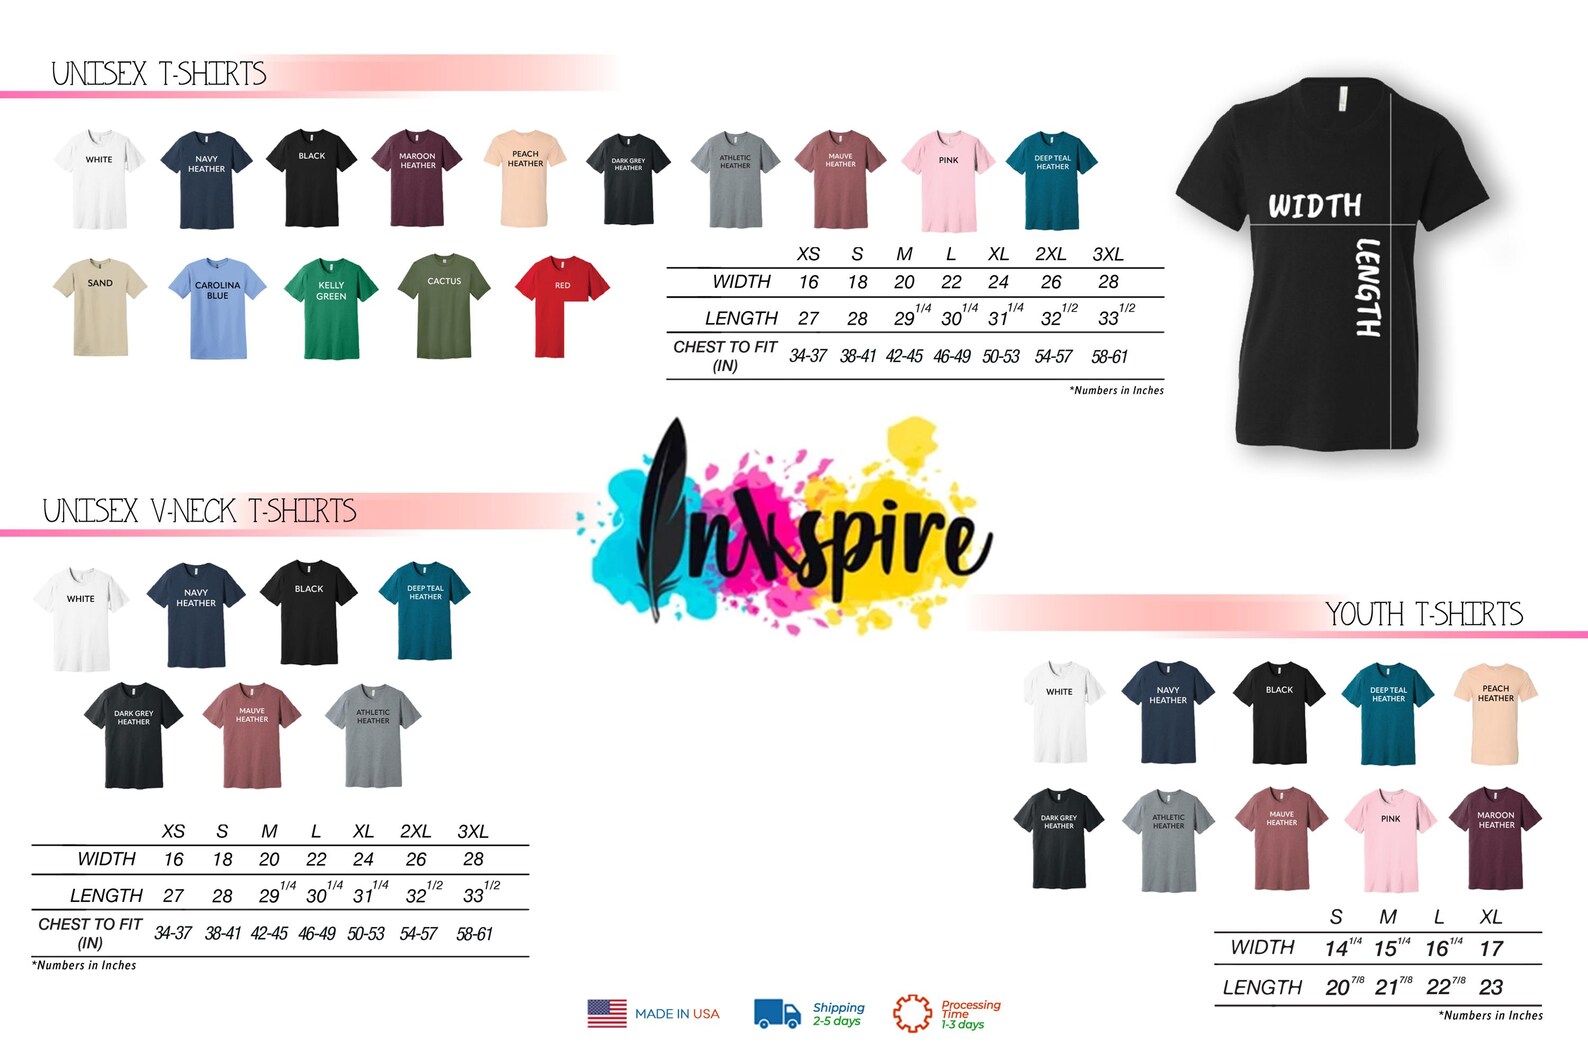 UNISEX T-SHIRTS
WHITE
NAVY
HEATHER
BLACK
MAROON
HEATHER
PEACH
HEATHER
DARK GREY
HEATHER
ATHLETIC
HEATHER
MAUVE
HEATHER
PINK
DEEP TEAL
HEATHER
SAND
CAROLINA
BLUE
KELLY
GREEN
CACTUS
RED
XS S M L XL 2XL 3XL
WIDTH 16 18 20 22 24 26 28
LENGTH 27 28 29 1/4 30 1/4 31 1/4 32 1/2 33 1/2
CHEST TO FIT
(IN) 34-37 38-41 42-45 46-49 50-53 54-57 58-61
*Numbers in Inches
WIDTH
LENGTH
Inkspire
UNISEX V-NECK T-SHIRTS
WHITE
NAVY
HEATHER
BLACK
DEEP TEAL
HEATHER
DARK GREY
HEATHER
MAUVE
HEATHER
ATHLETIC
HEATHER
XS S M L XL 2XL 3XL
WIDTH 16 18 20 22 24 26 28
LENGTH 27 28 29 1/4 30 1/4 31 1/4 32 1/2 33 1/2
CHEST TO FIT
(IN) 34-37 38-41 42-45 46-49 50-53 54-57 58-61
*Numbers in Inches
YOUTH T-SHIRTS
WHITE
NAVY
HEATHER
BLACK
DEEP TEAL
HEATHER
PEACH
HEATHER
DARK GREY
HEATHER
ATHLETIC
HEATHER
MAUVE
HEATHER
PINK
MAROON
HEATHER
S M L XL
WIDTH 14 1/4 15 1/4 16 1/4 17
LENGTH 20 7/8 21 7/8 22 7/8 23
*Numbers in Inches
MADE IN USA
Shipping
2-5 days
Processing
Time
1-3 days